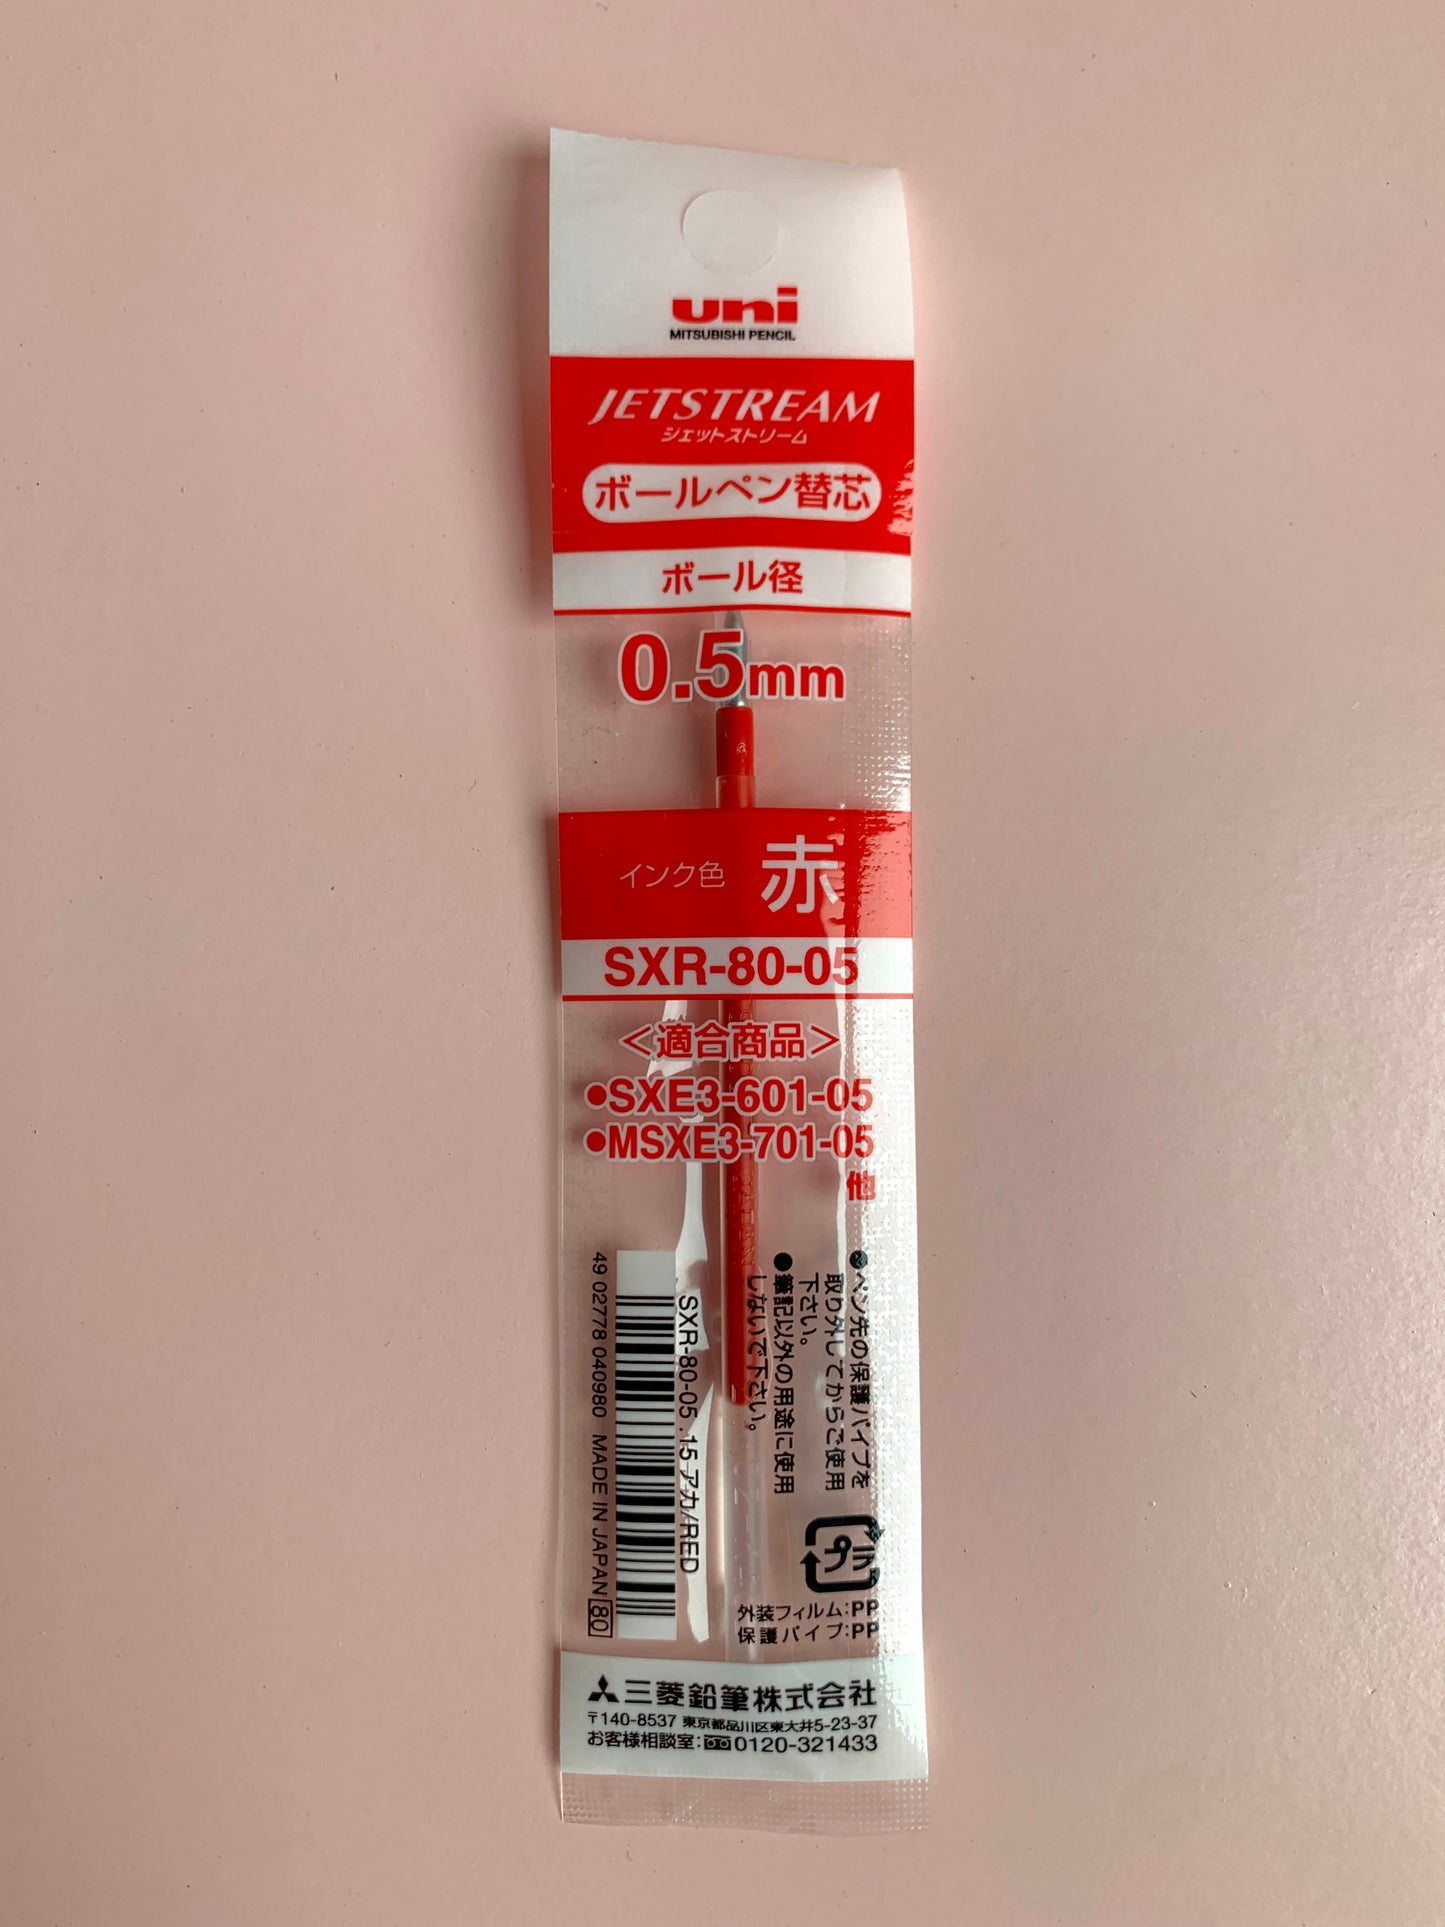 uni
MITSUBISHI PENCIL
JETSTREAM
ジェットストリーム
ボールペン替芯
ボール径
0.5mm
インク色 赤
SXR-80-05
＜適合商品＞
●SXE3-601-05
●MSXE3-701-05
他
●ペン先の保護パイプを
取り外してからご使用
下さい。
●筆記以外の用途に使用
しないで下さい。
SXR-80-05 .15 アカ/RED
49 02778 040980 MADE IN JAPAN 80
プラ
外装フィルム:PP
保護パイプ:PP
三菱鉛筆株式会社
〒140-8537 東京都品川区東大井5-23-37
お客様相談室:0120-321433